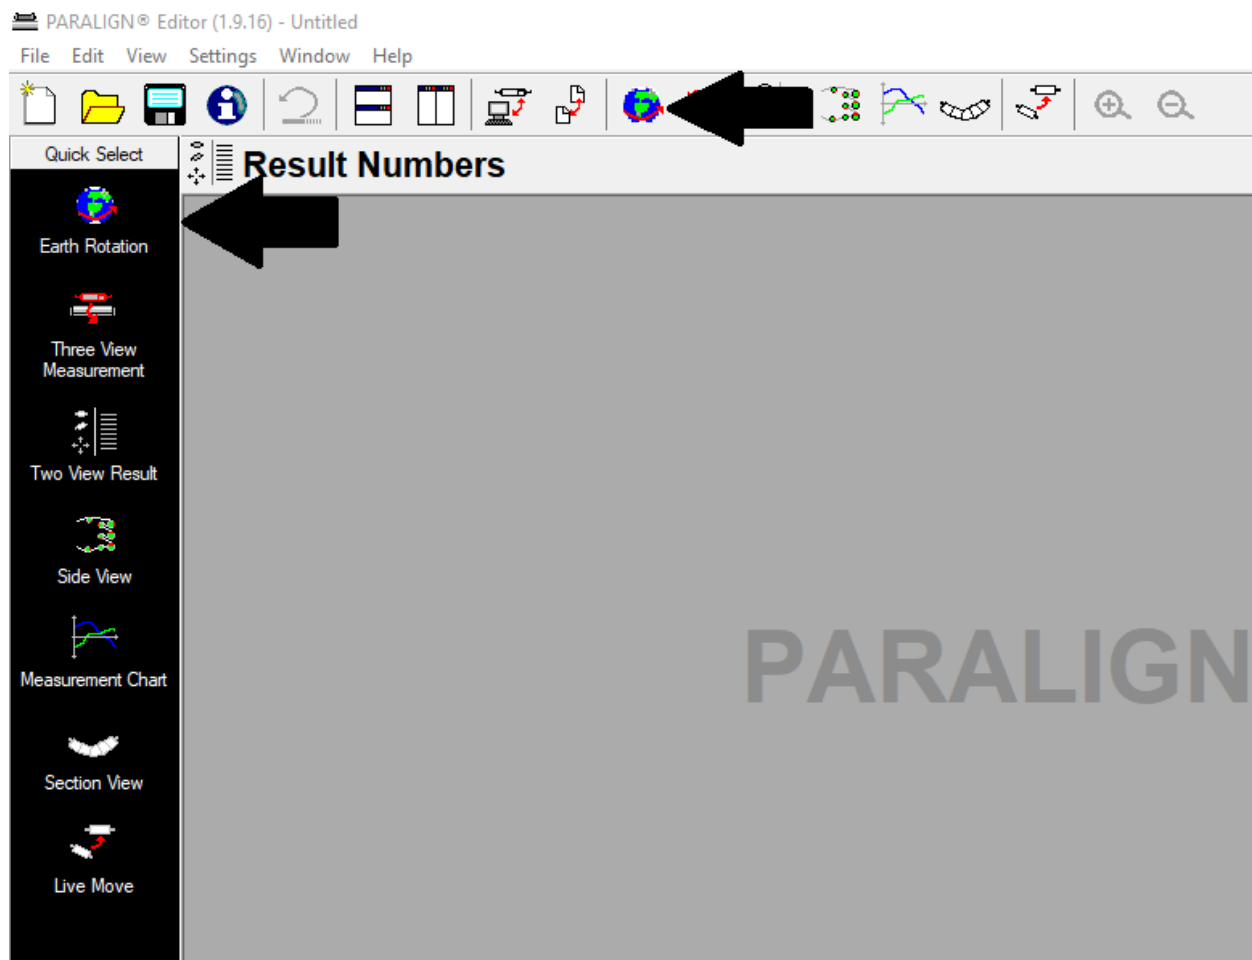 PARALIGN® Editor (1.9.16) - Untitled
File Edit View Settings Window Help
Quick Select
Result Numbers
Earth Rotation
Three View
Measurement
Two View Result
Side View
Measurement Chart
Section View
Live Move
PARALIGN